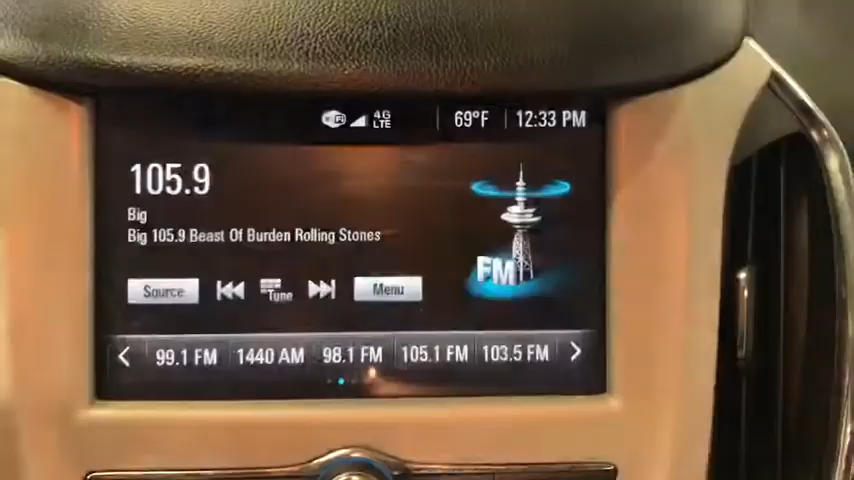 WiFi 4G LTE 69°F 12:33 PM
105.9
Big
Big 105.9 Beast Of Burden Rolling Stones
FM
Source Tune Menu
99.1 FM 1440 AM 98.1 FM 105.1 FM 103.5 FM